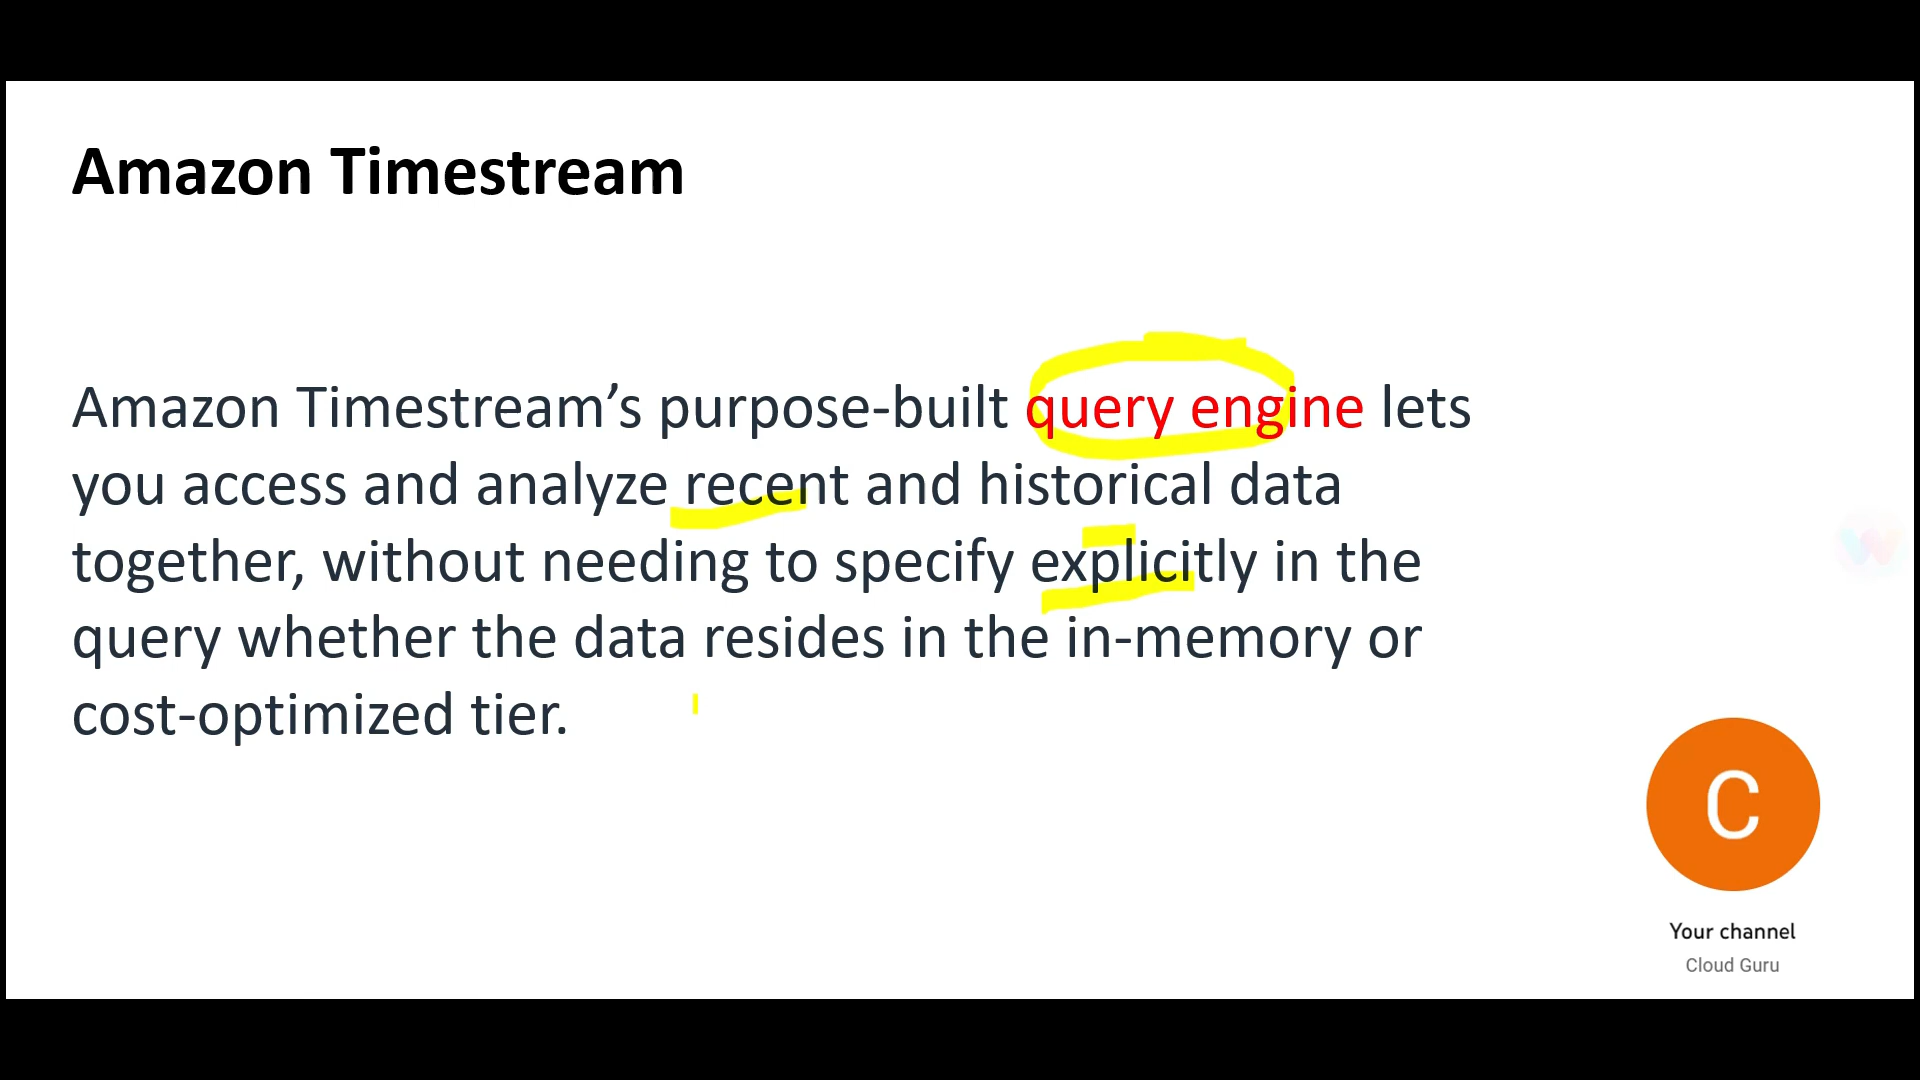 Amazon Timestream
Amazon Timestream’s purpose-built query engine lets
you access and analyze recent and historical data
together, without needing to specify explicitly in the
query whether the data resides in the in-memory or
cost-optimized tier.
C
Your channel
Cloud Guru
W